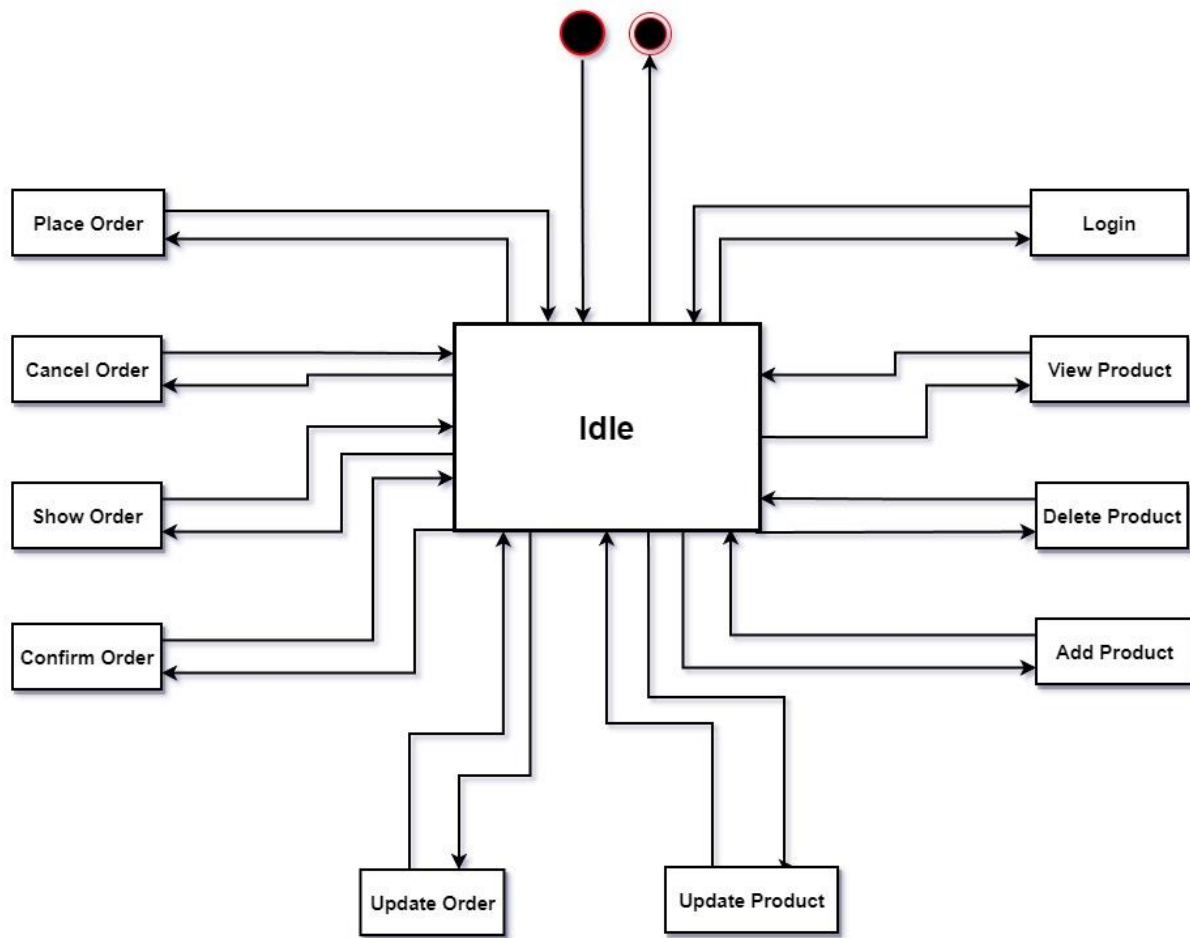 Place Order
Login
Cancel Order
View Product
Idle
Show Order
Delete Product
Confirm Order
Add Product
Update Order
Update Product